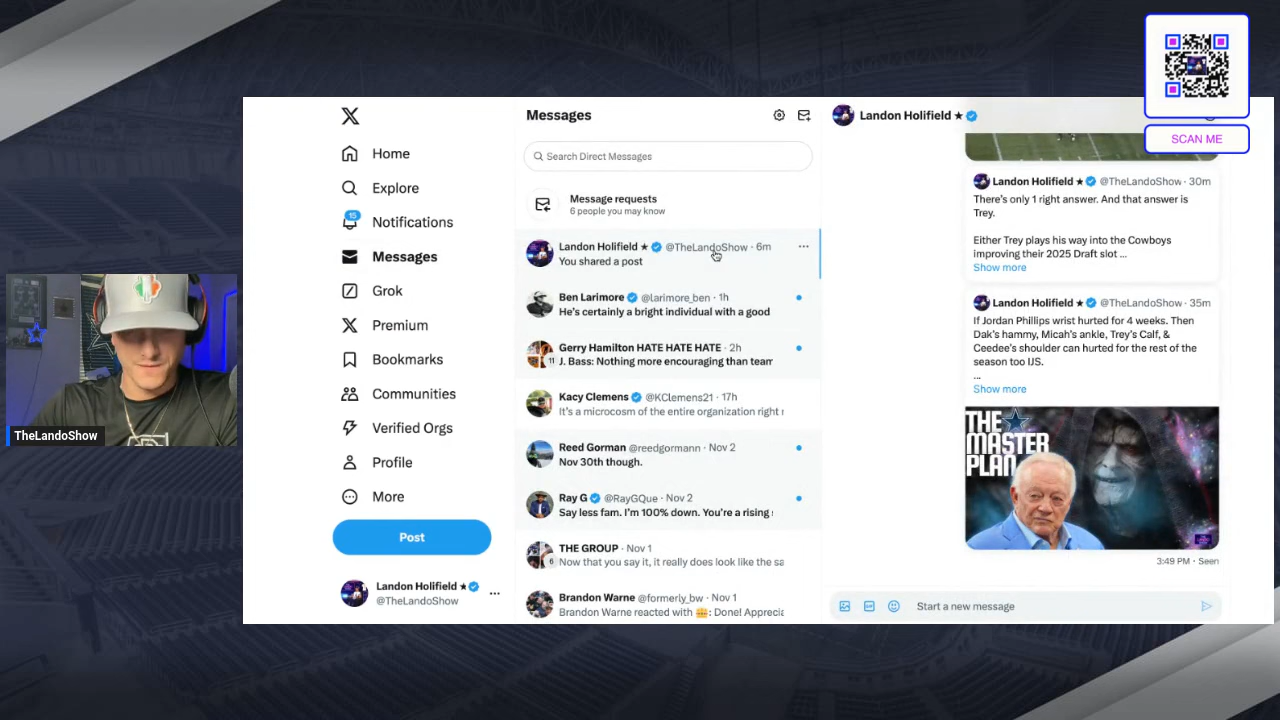 SCAN ME
TheLandoShow
Home
Explore
15
Notifications
Messages
Grok
Premium
Bookmarks
Communities
Verified Orgs
Profile
More
Post
Landon Holifield ★
@TheLandoShow
Messages
Search Direct Messages
Message requests
6 people you may know
Landon Holifield ★ @TheLandoShow · 6m
You shared a post
Ben Larimore @larimore_ben · 1h
He's certainly a bright individual with a good
Gerry Hamilton HATE HATE HATE · 2h
11
J. Bass: Nothing more encouraging than team
Kacy Clemens @KClemens21 · 17h
It's a microcosm of the entire organization right r
Reed Gorman @reedgormann · Nov 2
Nov 30th though.
Ray G @RayGQue · Nov 2
Say less fam. I'm 100% down. You're a rising s
THE GROUP · Nov 1
6
Now that you say it, it really does look like the sa
Brandon Warne @formerly_bw · Nov 1
Brandon Warne reacted with 🍔: Done! Apprecia
Landon Holifield ★
Landon Holifield ★ @TheLandoShow · 30m
There's only 1 right answer. And that answer is
Trey.
Either Trey plays his way into the Cowboys
improving their 2025 Draft slot ...
Show more
Landon Holifield ★ @TheLandoShow · 35m
If Jordan Phillips wrist hurted for 4 weeks. Then
Dak's hammy, Micah's ankle, Trey's Calf, &
Ceedee's shoulder can hurted for the rest of the
season too IJS.
...
Show more
THE
MASTER
PLAN
3:49 PM · Seen
GIF
Start a new message